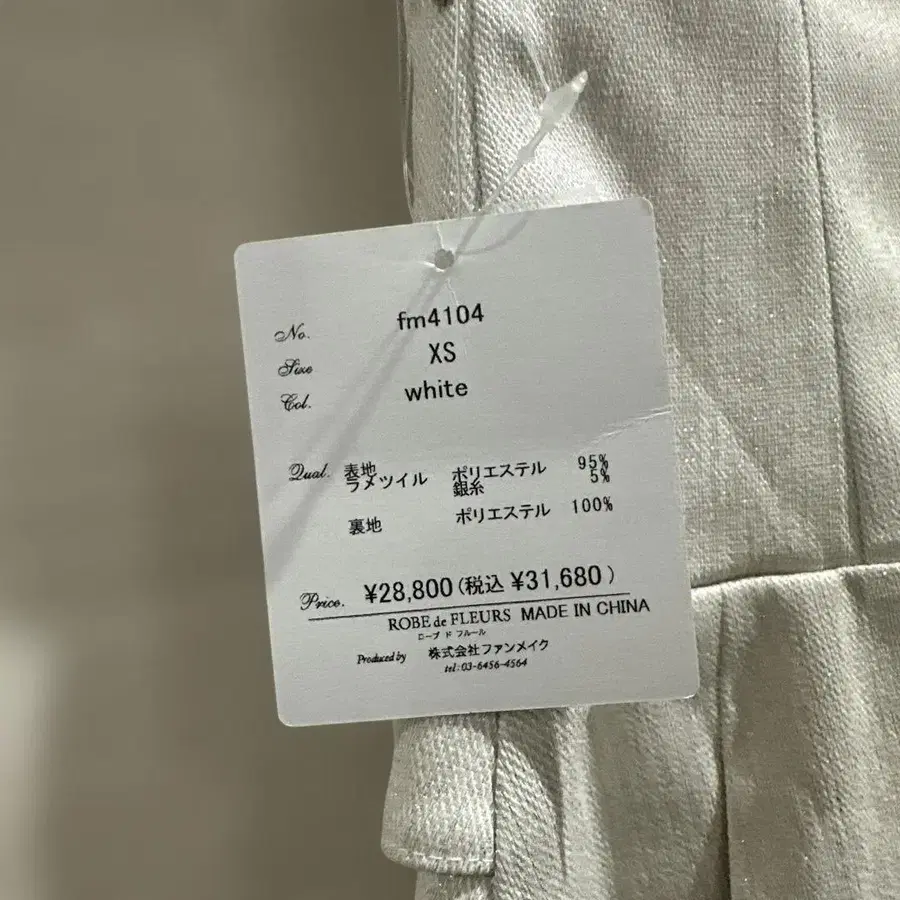 No. fm4104
Size XS
Col. white
Qual. 表地 ポリエステル 95%
ラメツイル 銀糸 5%
裏地 ポリエステル 100%
Price. ¥28,800(税込 ¥31,680)
ROBE de FLEURS MADE IN CHINA
ローブ ド フルール
Produced by 株式会社ファンメイク
tel:03-6456-4564